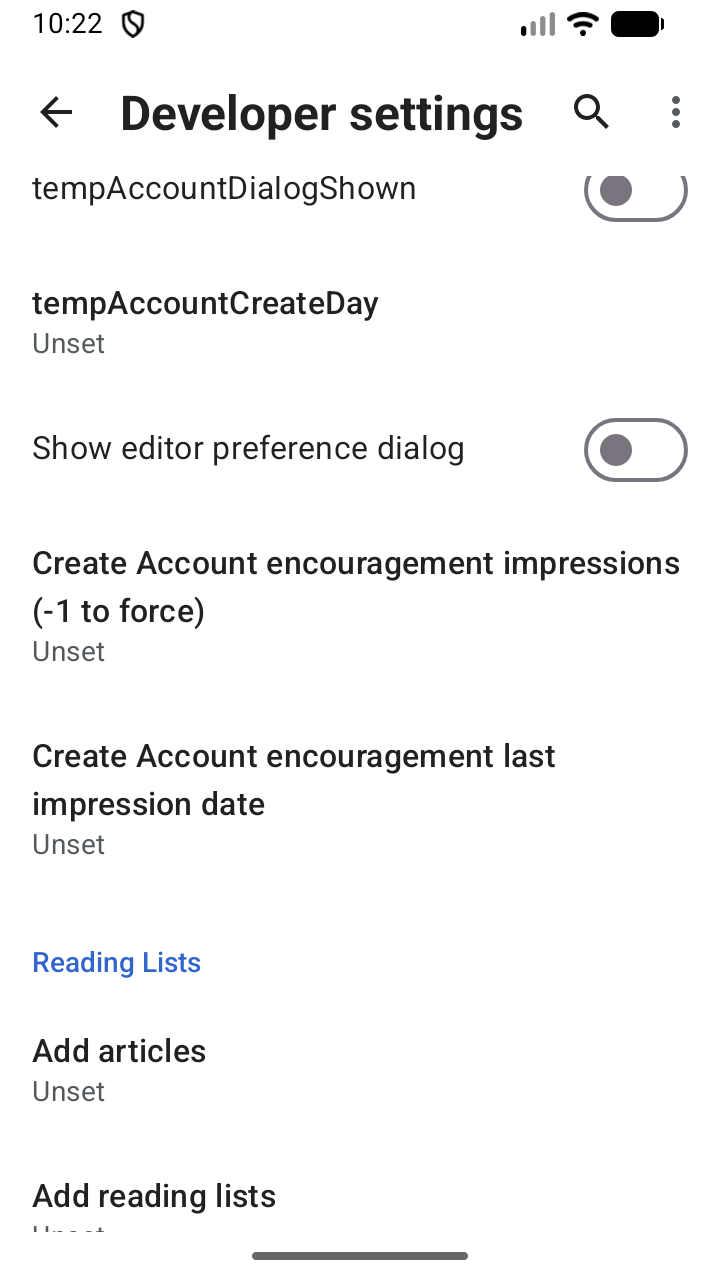 10:22
Developer settings
tempAccountDialogShown
tempAccountCreateDay
Unset
Show editor preference dialog
Create Account encouragement impressions
(-1 to force)
Unset
Create Account encouragement last
impression date
Unset
Reading Lists
Add articles
Unset
Add reading lists
Unset